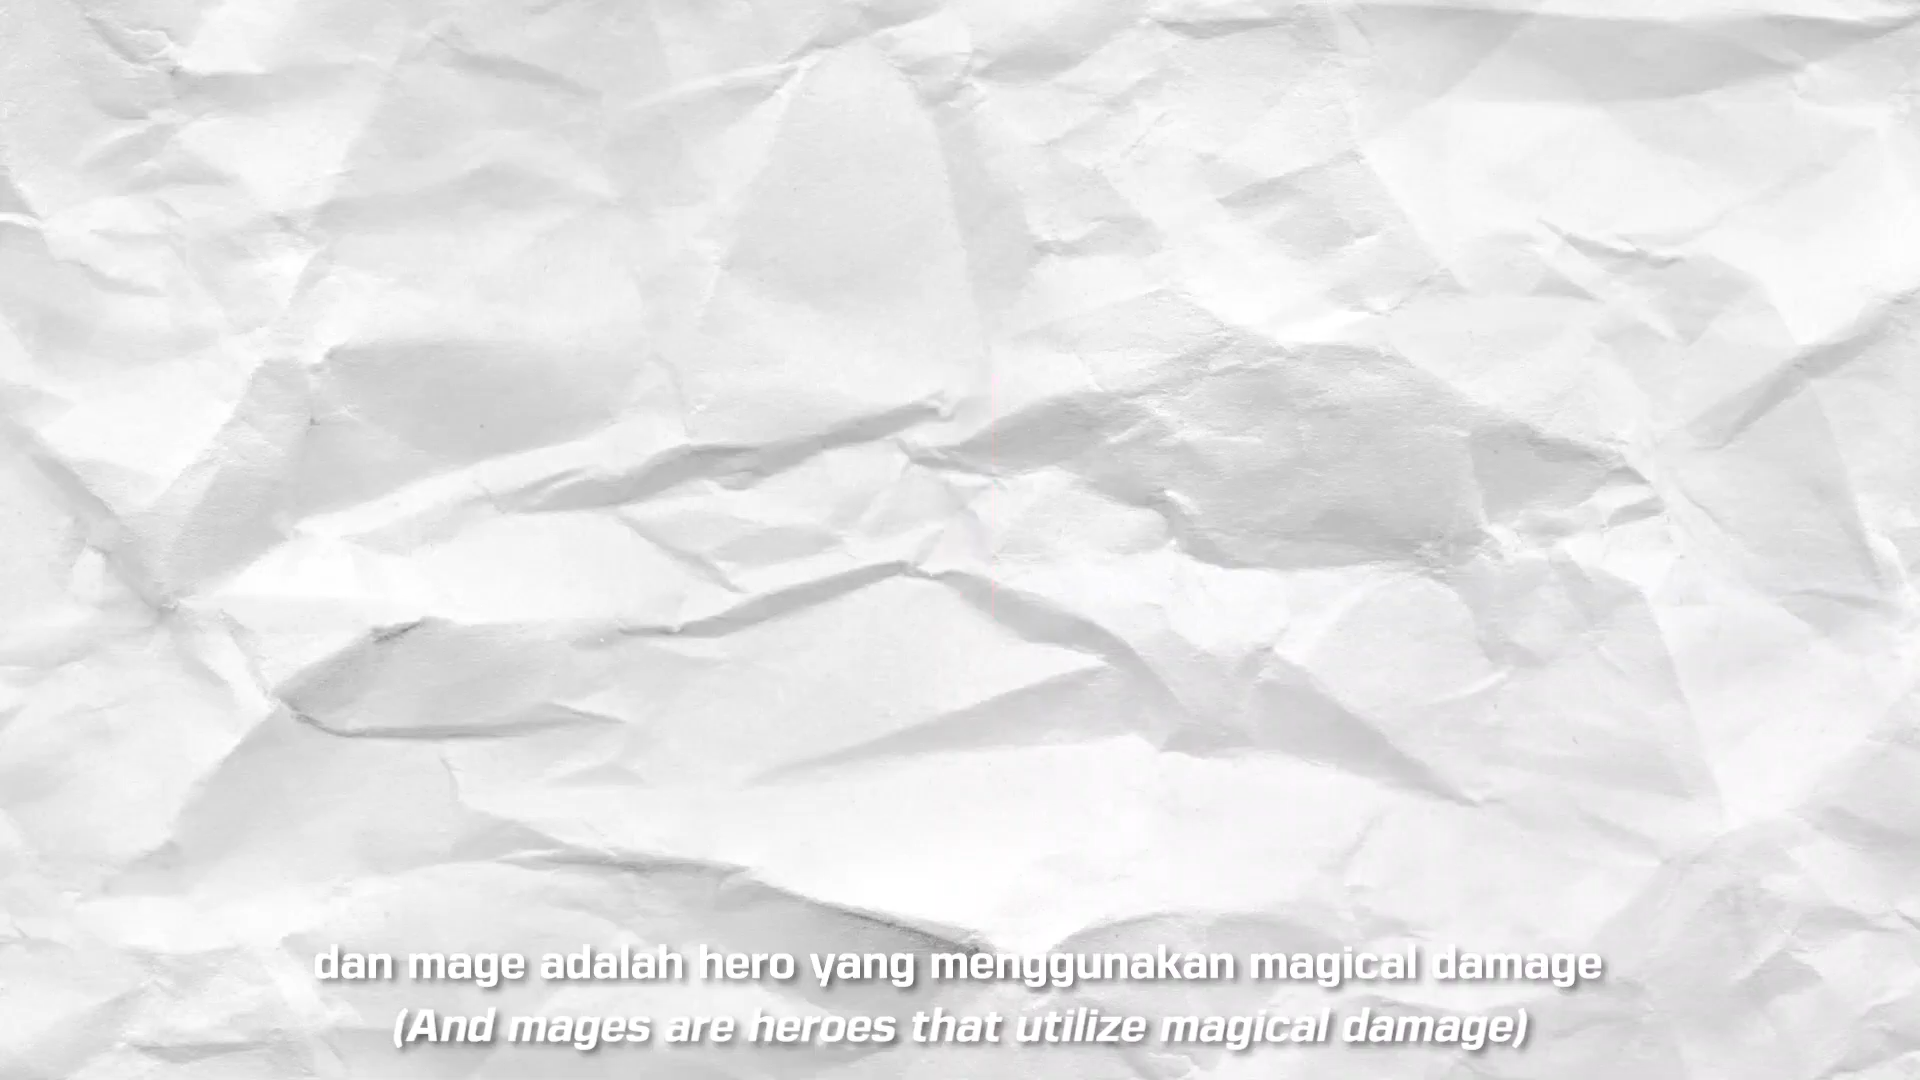 dan mage adalah hero yang menggunakan magical damage
(And mages are heroes that utilize magical damage)